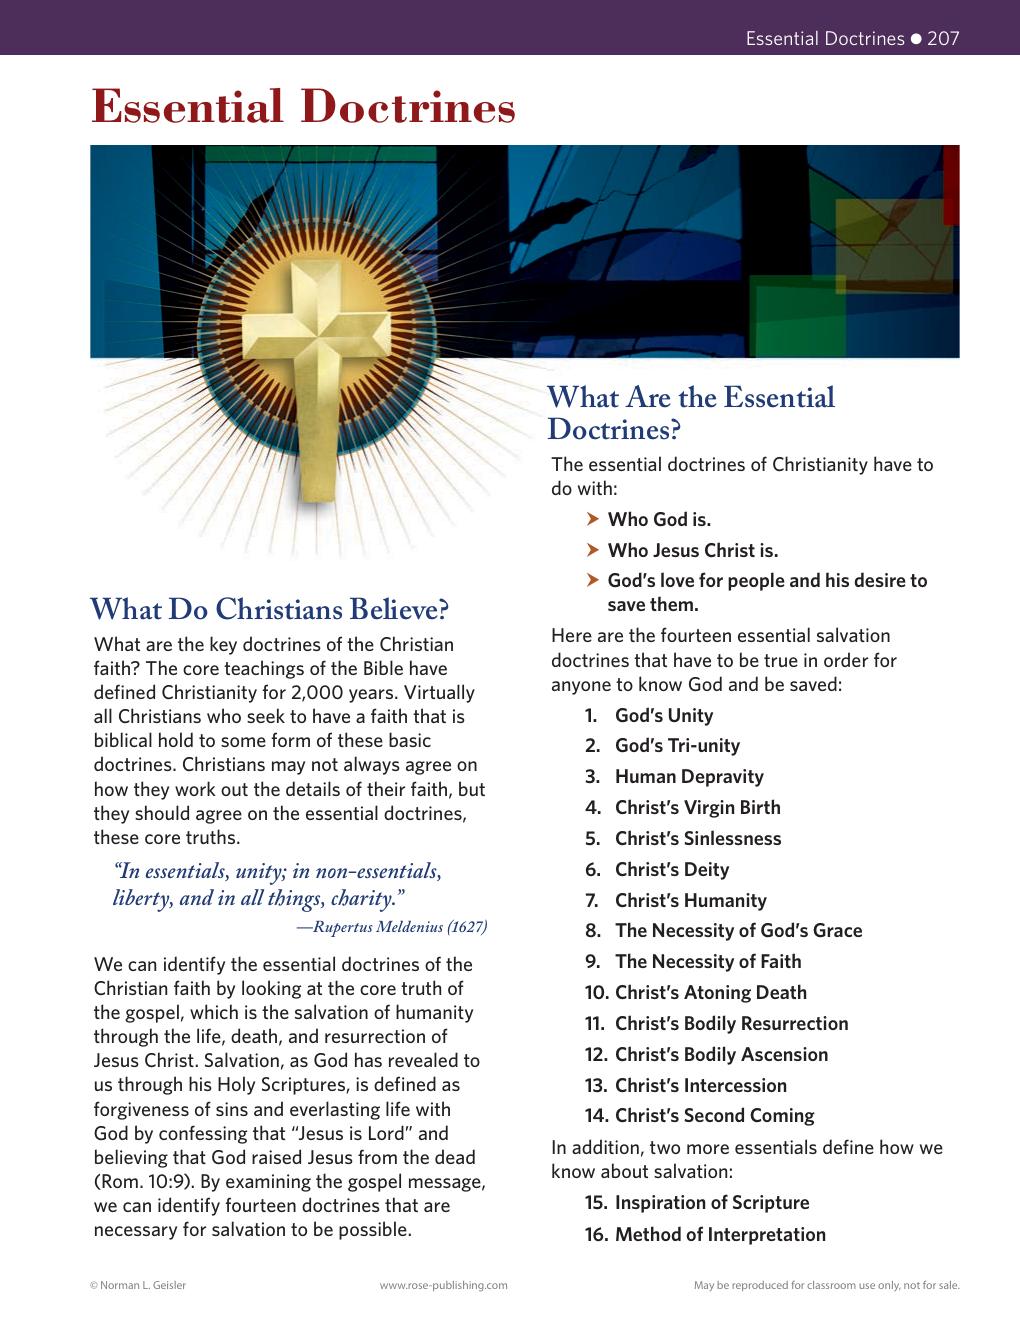 Essential Doctrines ● 207
Essential Doctrines
What Do Christians Believe?
What are the key doctrines of the Christian
faith? The core teachings of the Bible have
defined Christianity for 2,000 years. Virtually
all Christians who seek to have a faith that is
biblical hold to some form of these basic
doctrines. Christians may not always agree on
how they work out the details of their faith, but
they should agree on the essential doctrines,
these core truths.
“In essentials, unity; in non-essentials,
liberty, and in all things, charity.”
—Rupertus Meldenius (1627)
We can identify the essential doctrines of the
Christian faith by looking at the core truth of
the gospel, which is the salvation of humanity
through the life, death, and resurrection of
Jesus Christ. Salvation, as God has revealed to
us through his Holy Scriptures, is defined as
forgiveness of sins and everlasting life with
God by confessing that “Jesus is Lord” and
believing that God raised Jesus from the dead
(Rom. 10:9). By examining the gospel message,
we can identify fourteen doctrines that are
necessary for salvation to be possible.
What Are the Essential
Doctrines?
The essential doctrines of Christianity have to
do with:
➤ Who God is.
➤ Who Jesus Christ is.
➤ God’s love for people and his desire to
save them.
Here are the fourteen essential salvation
doctrines that have to be true in order for
anyone to know God and be saved:
1. God’s Unity
2. God’s Tri-unity
3. Human Depravity
4. Christ’s Virgin Birth
5. Christ’s Sinlessness
6. Christ’s Deity
7. Christ’s Humanity
8. The Necessity of God’s Grace
9. The Necessity of Faith
10. Christ’s Atoning Death
11. Christ’s Bodily Resurrection
12. Christ’s Bodily Ascension
13. Christ’s Intercession
14. Christ’s Second Coming
In addition, two more essentials define how we
know about salvation:
15. Inspiration of Scripture
16. Method of Interpretation
© Norman L. Geisler
www.rose-publishing.com
May be reproduced for classroom use only, not for sale.